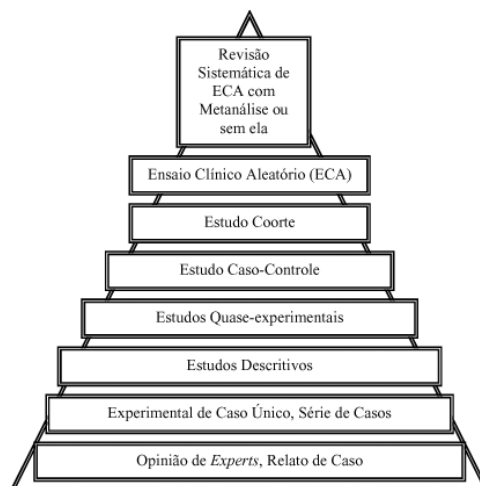 Revisão
Sistemática de
ECA com
Metanálise ou
sem ela
Ensaio Clínico Aleatório (ECA)
Estudo Coorte
Estudo Caso-Controle
Estudos Quase-experimentais
Estudos Descritivos
Experimental de Caso Único, Série de Casos
Opinião de Experts, Relato de Caso